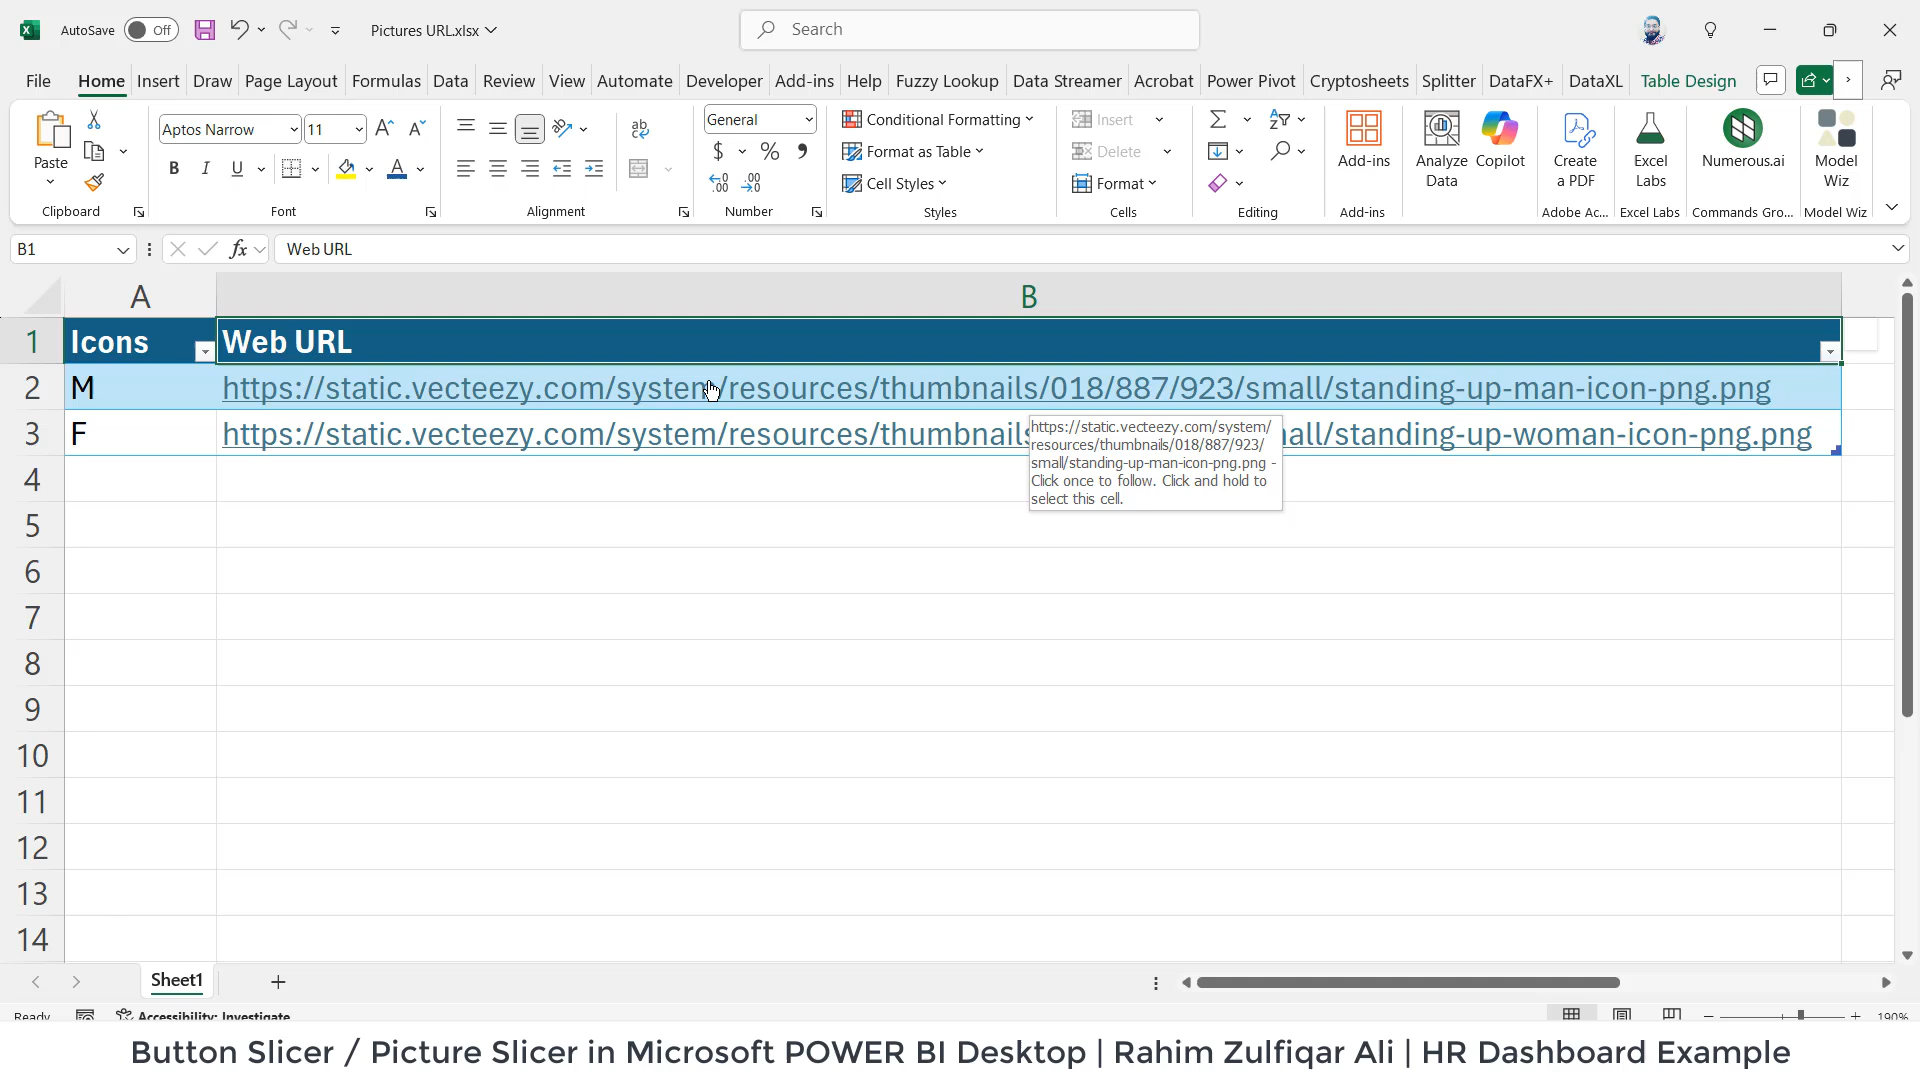 AutoSave Off Pictures URL.xlsx Search
File Home Insert Draw Page Layout Formulas Data Review View Automate Developer Add-ins Help Fuzzy Lookup Data Streamer Acrobat Power Pivot Cryptosheets Splitter DataFX+ DataXL Table Design
Paste
Clipboard
Aptos Narrow 11
B I U
Font
Alignment
General
$ % ,
Number
Conditional Formatting
Format as Table
Cell Styles
Styles
Insert
Delete
Format
Cells
Editing
Add-ins
Add-ins
Analyze
Data
Copilot
Create
a PDF
Adobe Ac...
Excel
Labs
Excel Labs
Numerous.ai
Commands Gro...
Model
Wiz
Model Wiz
B1 fx Web URL
A B
1 Icons Web URL
2 M https://static.vecteezy.com/system/resources/thumbnails/018/887/923/small/standing-up-man-icon-png.png
3 F https://static.vecteezy.com/system/resources/thumbnails all/standing-up-woman-icon-png.png
https://static.vecteezy.com/system/
resources/thumbnails/018/887/923/
small/standing-up-man-icon-png.png -
Click once to follow. Click and hold to
select this cell.
4
5
6
7
8
9
10
11
12
13
14
Sheet1
Ready Accessibility: Investigate 190%
Button Slicer / Picture Slicer in Microsoft POWER BI Desktop | Rahim Zulfiqar Ali | HR Dashboard Example